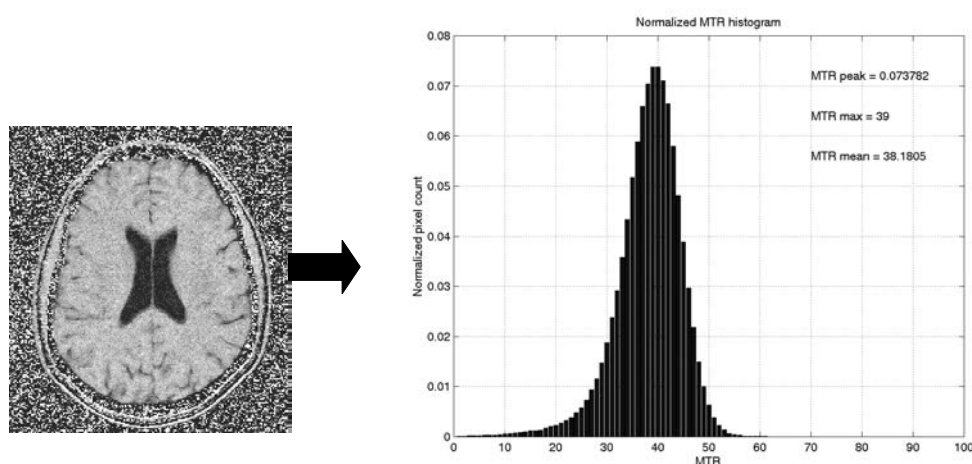 Normalized MTR histogram
0.08
0.07
0.06
0.05
0.04
0.03
0.02
0.01
0
Normalized pixel count
MTR peak = 0.073782
MTR max = 39
MTR mean = 38.1805
0 10 20 30 40 50 60 70 80 90 100
MTR